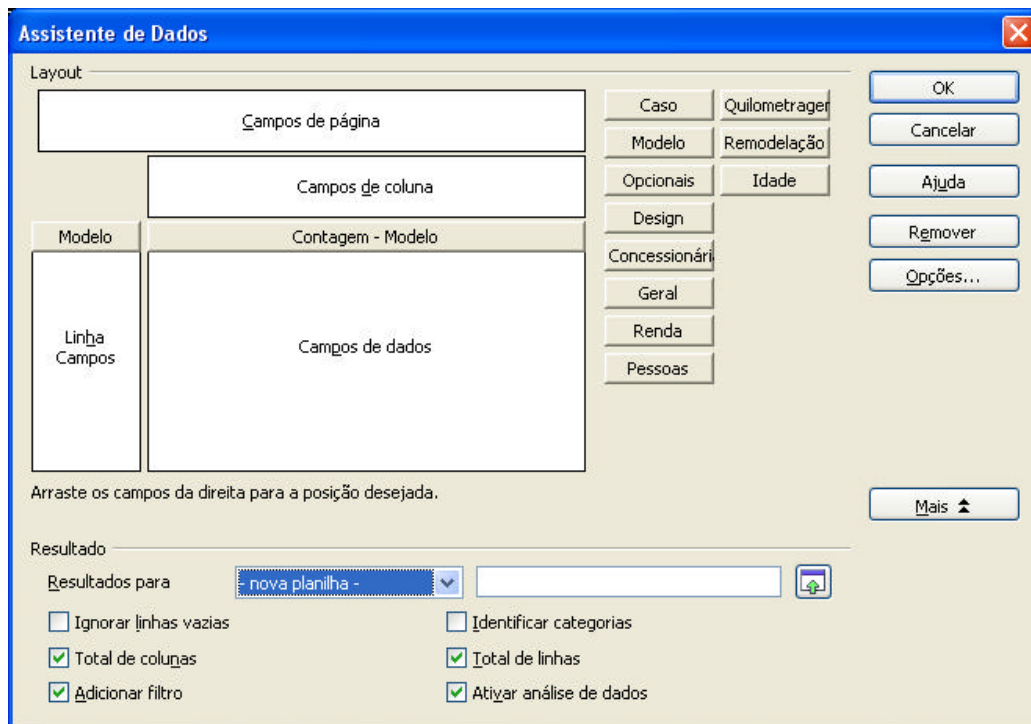 Assistente de Dados
Layout
Campos de página
Campos de coluna
Modelo
Contagem - Modelo
Linha
Campos
Campos de dados
Caso
Quilometrager
Modelo
Remodelação
Opcionais
Idade
Design
Concessionári
Geral
Renda
Pessoas
OK
Cancelar
Ajuda
Remover
Opções...
Arraste os campos da direita para a posição desejada.
Mais
Resultado
Resultados para
- nova planilha -
Ignorar linhas vazias
Identificar categorias
Total de colunas
Total de linhas
Adicionar filtro
Ativar análise de dados